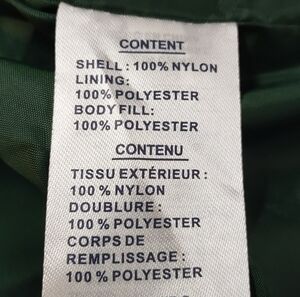 CONTENT
SHELL : 100% NYLON
LINING:
100% POLYESTER
BODY FILL:
100% POLYESTER
CONTENU
TISSU EXTÉRIEUR :
100 % NYLON
DOUBLURE :
100 % POLYESTER
CORPS DE
REMPLISSAGE :
100 % POLYESTER